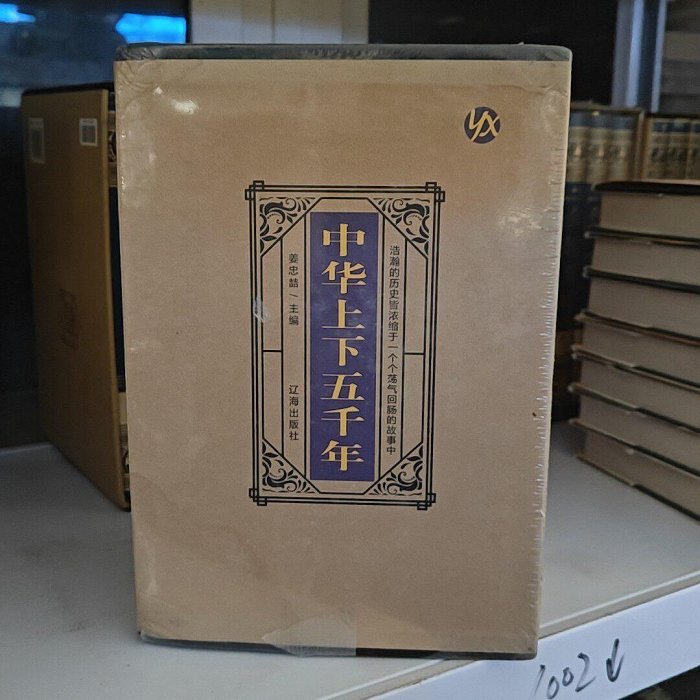 YX
中华上下五千年
浩瀚的历史皆浓缩于一个个荡气回肠的故事中
姜忠喆/主编
辽海出版社
1002↓